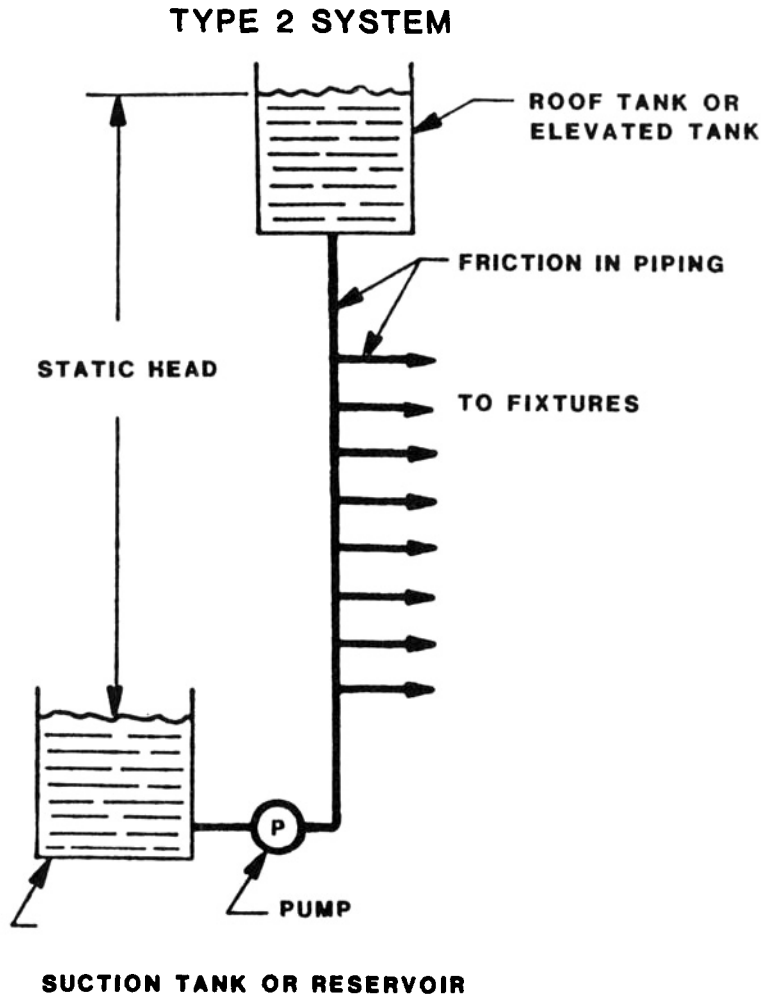 TYPE 2 SYSTEM
ROOF TANK OR
ELEVATED TANK
FRICTION IN PIPING
STATIC HEAD
TO FIXTURES
P
PUMP
SUCTION TANK OR RESERVOIR